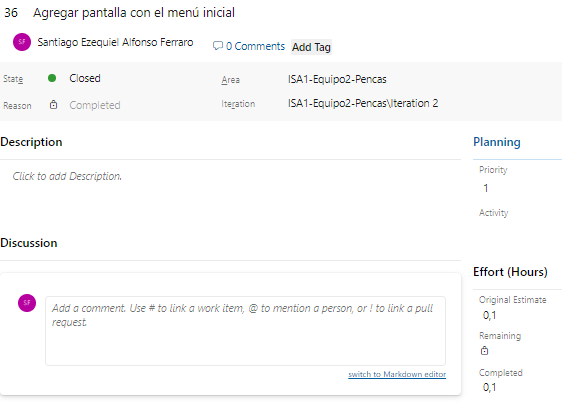 36 Agregar pantalla con el menú inicial
SF Santiago Ezequiel Alfonso Ferraro 0 Comments Add Tag
State Closed Area ISA1-Equipo2-Pencas
Reason Completed Iteration ISA1-Equipo2-Pencas\Iteration 2
Description
Click to add Description.
Planning
Priority
1
Activity
Discussion
SF
Add a comment. Use # to link a work item, @ to mention a person, or ! to link a pull
request.
switch to Markdown editor
Effort (Hours)
Original Estimate
0,1
Remaining
Completed
0,1